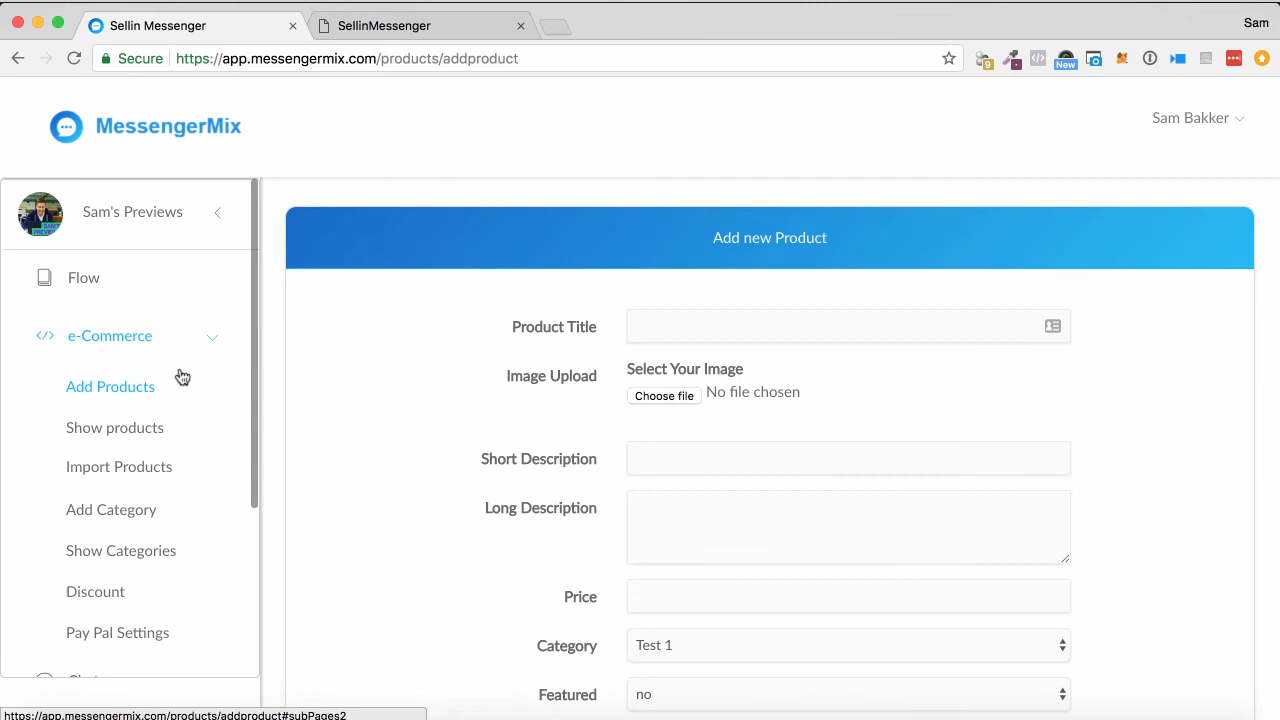 Sellin Messenger
SellinMessenger
Sam
Secure https://app.messengermix.com/products/addproduct
9
New
MessengerMix
Sam Bakker
Sam's Previews
Flow
e-Commerce
Add Products
Show products
Import Products
Add Category
Show Categories
Discount
Pay Pal Settings
Add new Product
Product Title
Image Upload
Select Your Image
Choose file No file chosen
Short Description
Long Description
Price
Category
Test 1
Featured
no
https://app.messengermix.com/products/addproduct#subPages2